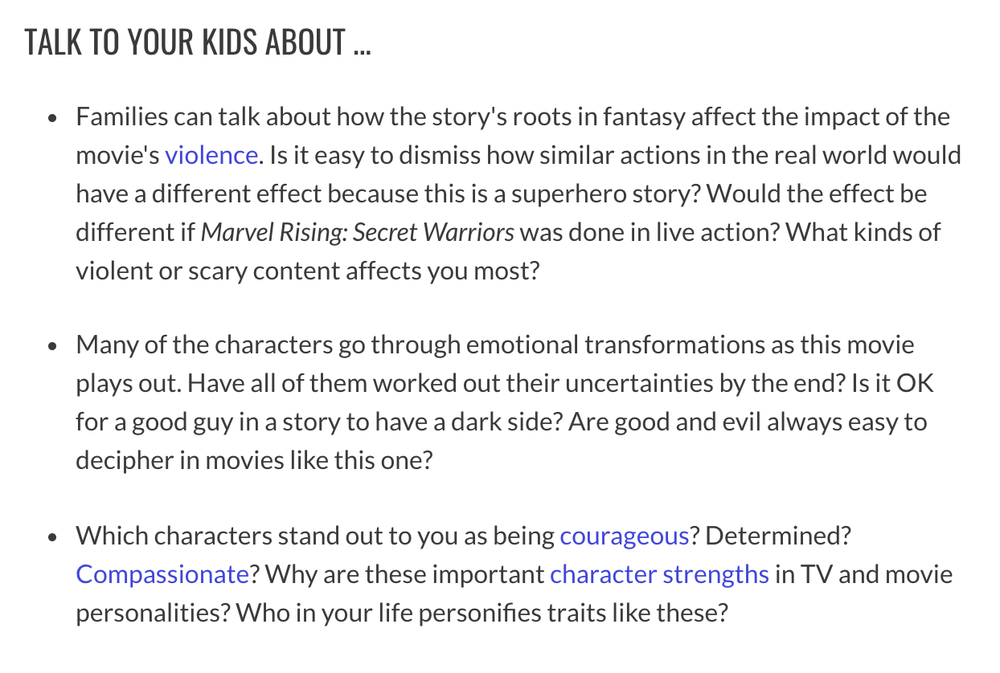 TALK TO YOUR KIDS ABOUT ...
• Families can talk about how the story's roots in fantasy affect the impact of the
movie's violence. Is it easy to dismiss how similar actions in the real world would
have a different effect because this is a superhero story? Would the effect be
different if Marvel Rising: Secret Warriors was done in live action? What kinds of
violent or scary content affects you most?
• Many of the characters go through emotional transformations as this movie
plays out. Have all of them worked out their uncertainties by the end? Is it OK
for a good guy in a story to have a dark side? Are good and evil always easy to
decipher in movies like this one?
• Which characters stand out to you as being courageous? Determined?
Compassionate? Why are these important character strengths in TV and movie
personalities? Who in your life personifies traits like these?